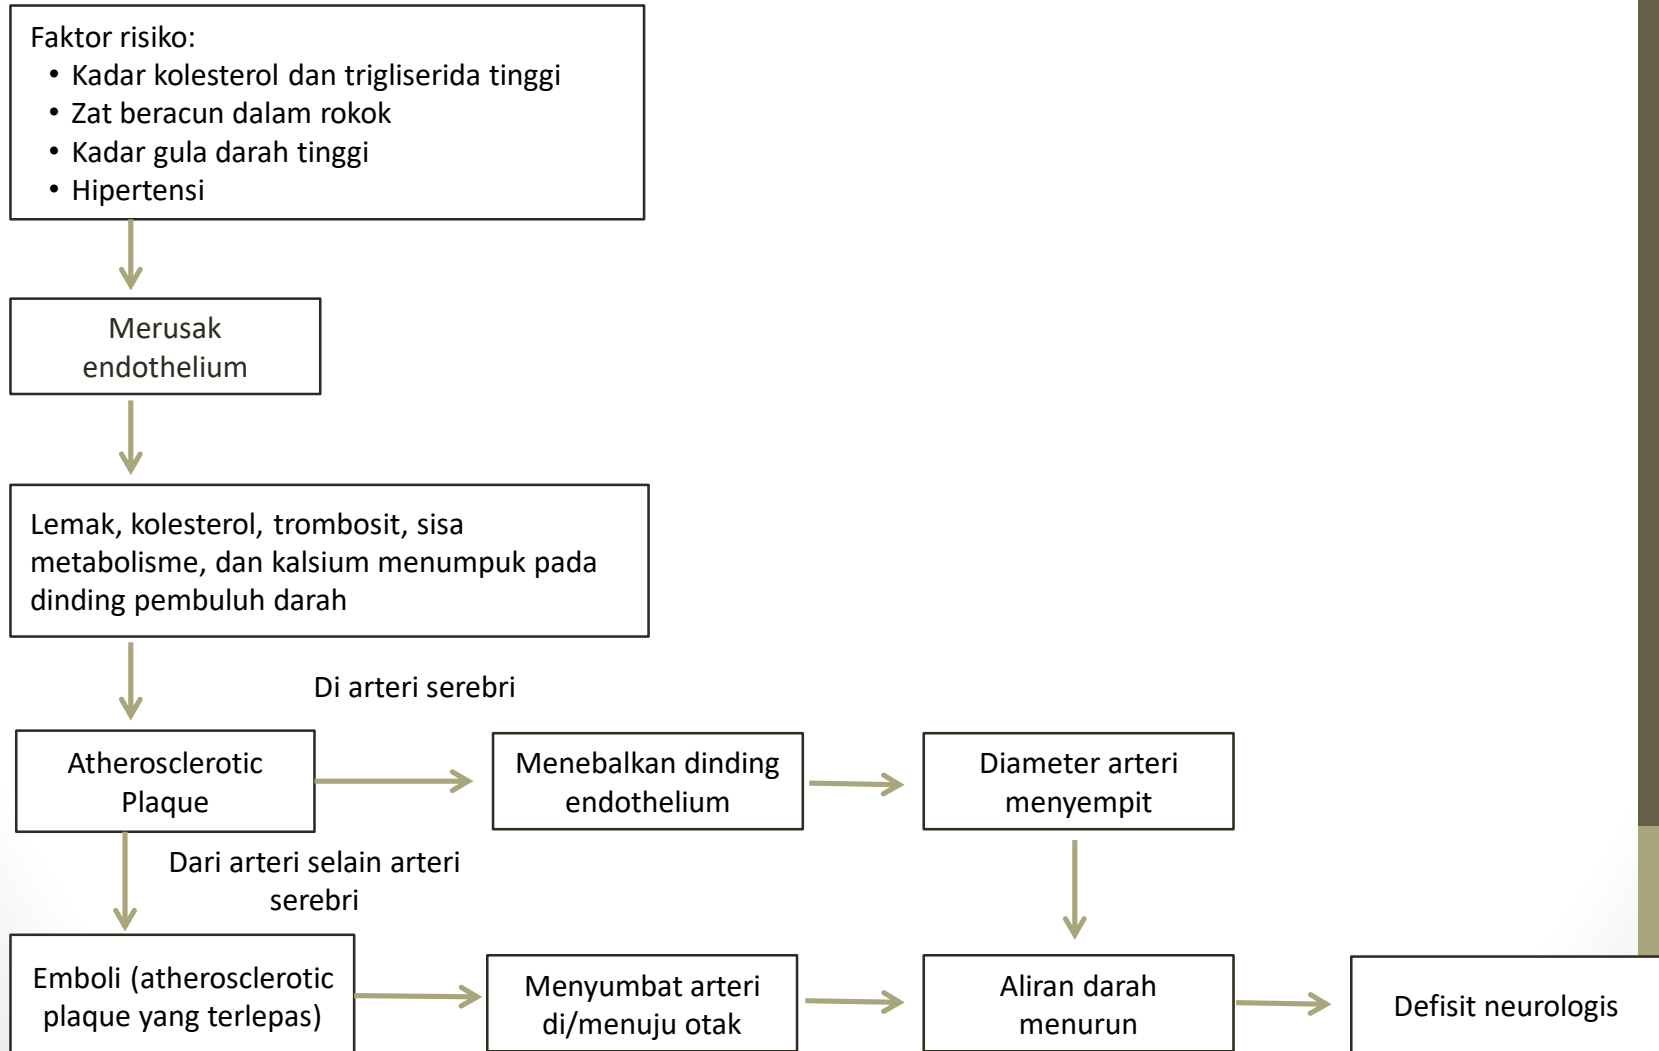 Faktor risiko:
• Kadar kolesterol dan trigliserida tinggi
• Zat beracun dalam rokok
• Kadar gula darah tinggi
• Hipertensi
Merusak
endothelium
Lemak, kolesterol, trombosit, sisa
metabolisme, dan kalsium menumpuk pada
dinding pembuluh darah
Di arteri serebri
Atherosclerotic
Plaque
Menebalkan dinding
endothelium
Diameter arteri
menyempit
Dari arteri selain arteri
serebri
Emboli (atherosclerotic
plaque yang terlepas)
Menyumbat arteri
di/menuju otak
Aliran darah
menurun
Defisit neurologis